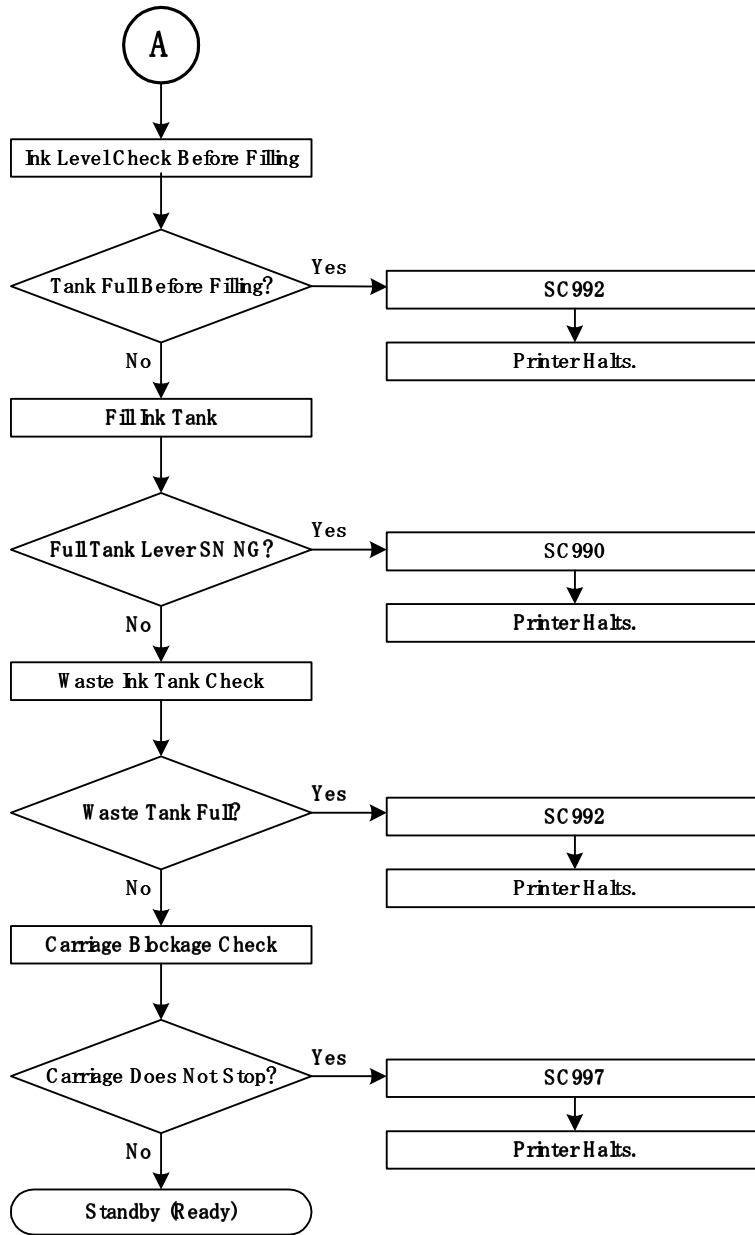 A
Ink Level Check Before Filling
Tank Full Before Filling?
Yes
SC992
Printer Halts.
No
Fill Ink Tank
Full Tank Lever SN NG?
Yes
SC990
Printer Halts.
No
Waste Ink Tank Check
Waste Tank Full?
Yes
SC992
Printer Halts.
No
Carriage Blockage Check
Carriage Does Not Stop?
Yes
SC997
Printer Halts.
No
Standby (Ready)